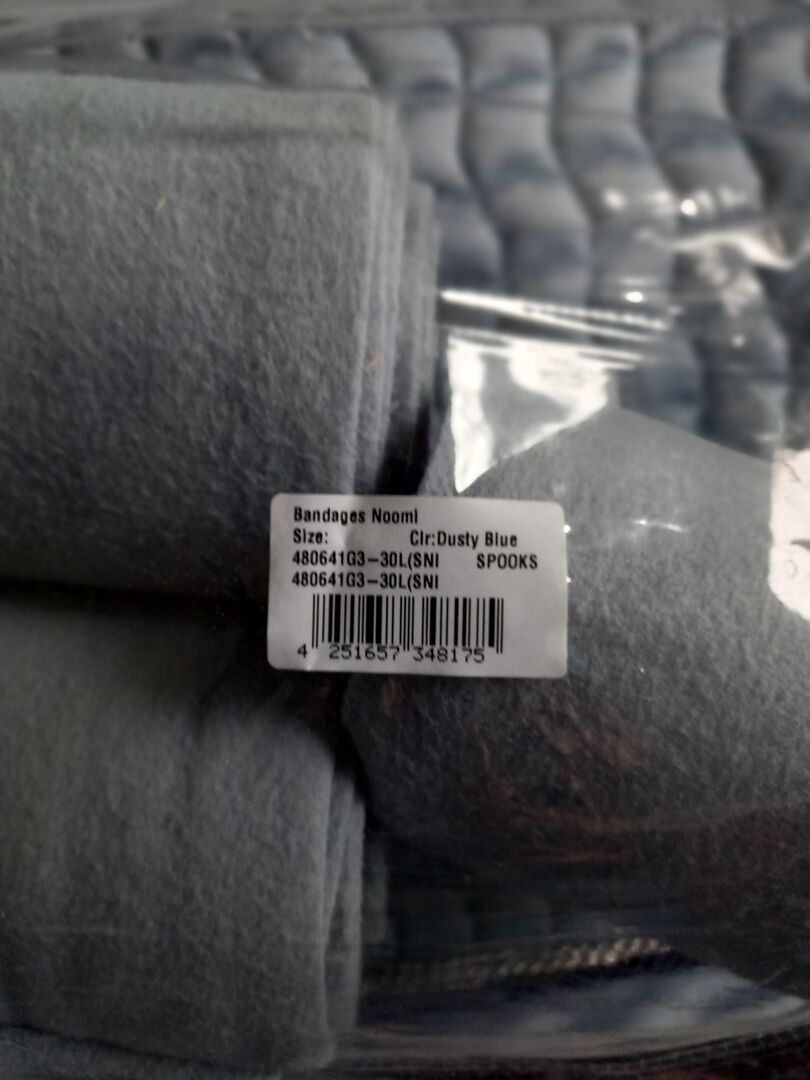 Bandages Noomi
Size: Clr:Dusty Blue
480641G3-30L(SNI SPOOKS
480641G3-30L(SNI
4 251657 348175